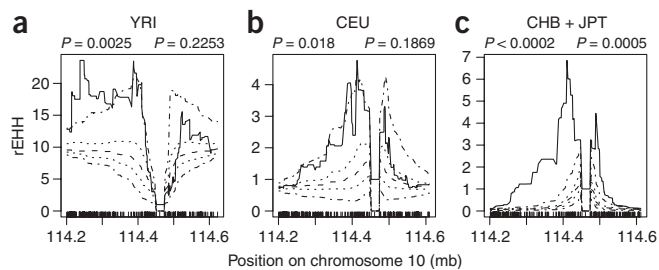 a YRI
P = 0.0025 P = 0.2253
rEHH
20
15
10
5
0
114.2 114.4 114.6
b CEU
P = 0.018 P = 0.1869
4
3
2
1
0
114.2 114.4 114.6
c CHB + JPT
P < 0.0002 P = 0.0005
7
6
5
4
3
2
1
0
114.2 114.4 114.6
Position on chromosome 10 (mb)